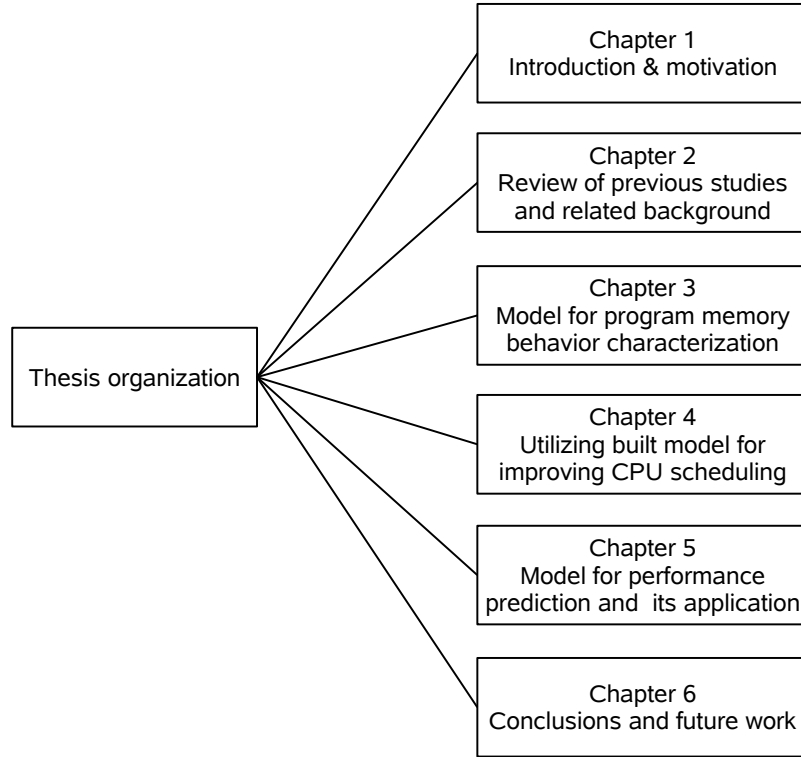 Chapter 1
Introduction & motivation
Chapter 2
Review of previous studies
and related background
Chapter 3
Model for program memory
behavior characterization
Thesis organization
Chapter 4
Utilizing built model for
improving CPU scheduling
Chapter 5
Model for performance
prediction and  its application
Chapter 6
Conclusions and future work